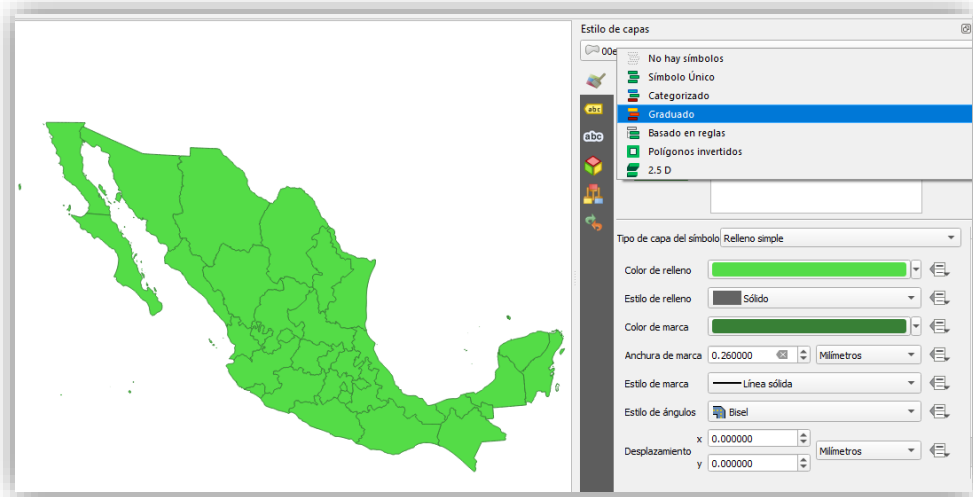 Estilo de capas
00e
No hay símbolos
Símbolo Único
Categorizado
Graduado
Basado en reglas
Polígonos invertidos
2.5 D
abc
abc
Tipo de capa del símbolo Relleno simple
Color de relleno
Estilo de relleno Sólido
Color de marca
Anchura de marca 0.260000 Milímetros
Estilo de marca Línea sólida
Estilo de ángulos Bisel
x 0.000000
Desplazamiento Milímetros
y 0.000000